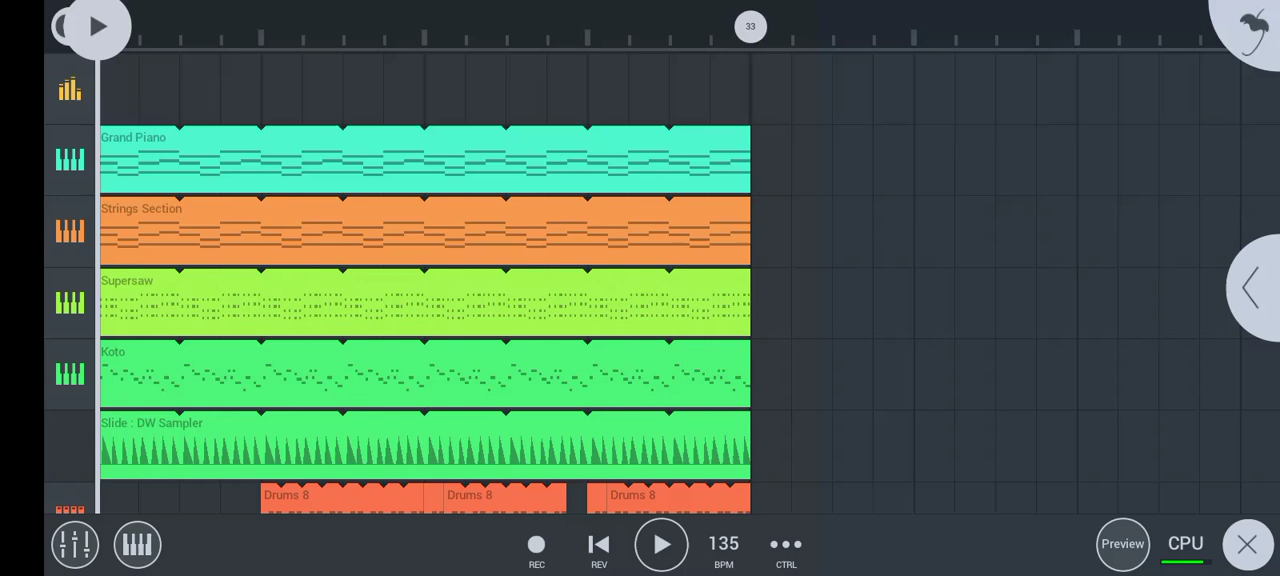 33
Grand Piano
Strings Section
Supersaw
Koto
Slide : DW Sampler
Drums 8 Drums 8 Drums 8
135 Preview CPU
REC REV BPM CTRL